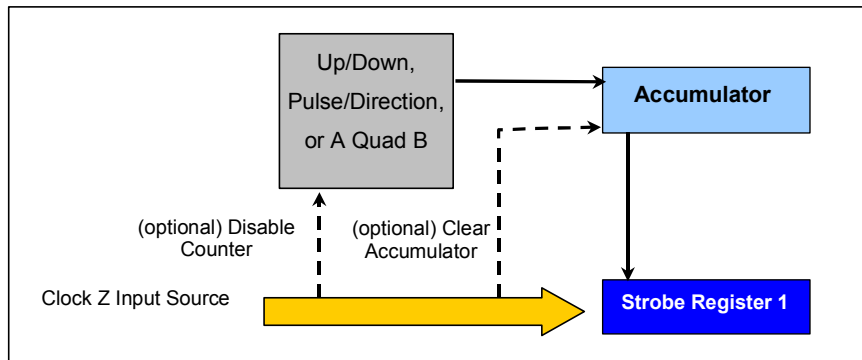 Up/Down,
Pulse/Direction,
or A Quad B
Accumulator
(optional) Disable
Counter
(optional) Clear
Accumulator
Clock Z Input Source
Strobe Register 1